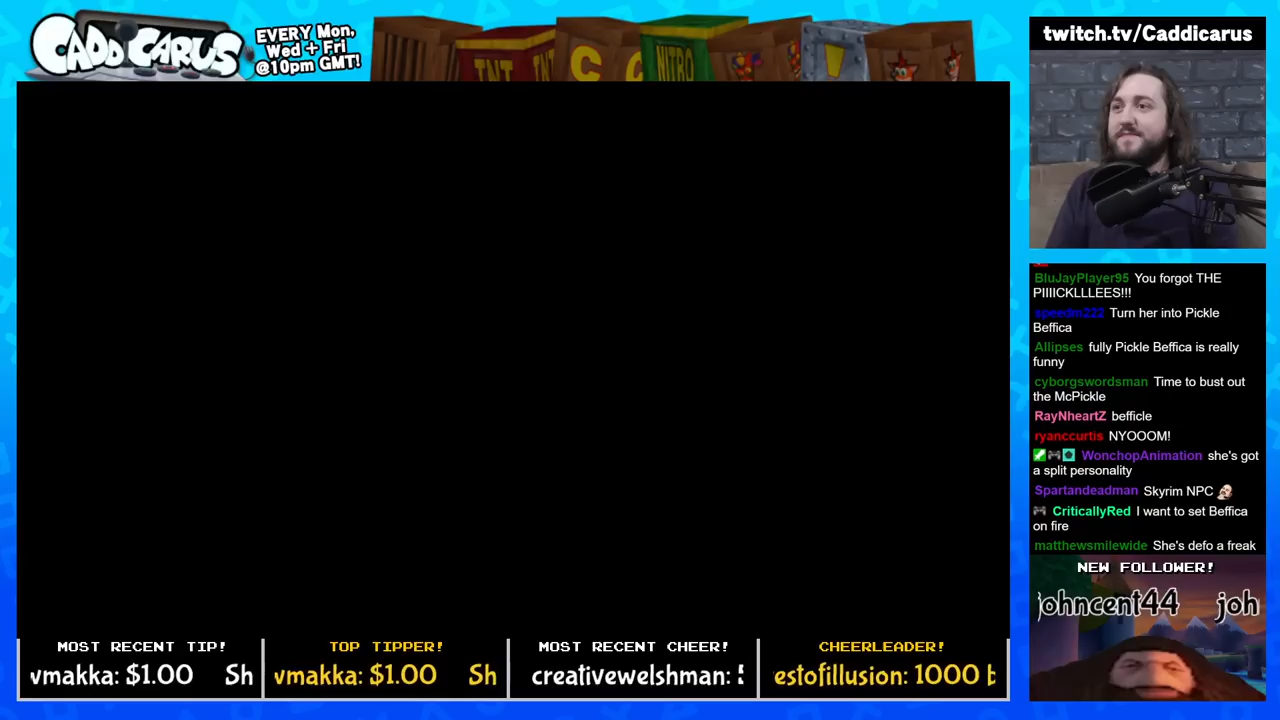 CADDICARUS
EVERY Mon,
Wed + Fri
@10pm GMT!
TNT
C
NITRO
twitch.tv/Caddicarus
BluJayPlayer95 You forgot THE
PIIIICKLLLEES!!!
speedm222 Turn her into Pickle
Beffica
Allipses fully Pickle Beffica is really
funny
cyborgswordsman Time to bust out
the McPickle
RayNheartZ befficle
ryanccurtis NYOOOM!
WonchopAnimation she's got
a split personality
Spartandeadman Skyrim NPC
CriticallyRed I want to set Beffica
on fire
matthewsmilewide She's defo a freak
NEW FOLLOWER!
johncent44 joh
MOST RECENT TIP!
vmakka: $1.00 Sh
TOP TIPPER!
vmakka: $1.00 Sh
MOST RECENT CHEER!
creativewelshman:
CHEERLEADER!
estofillusion: 1000 b